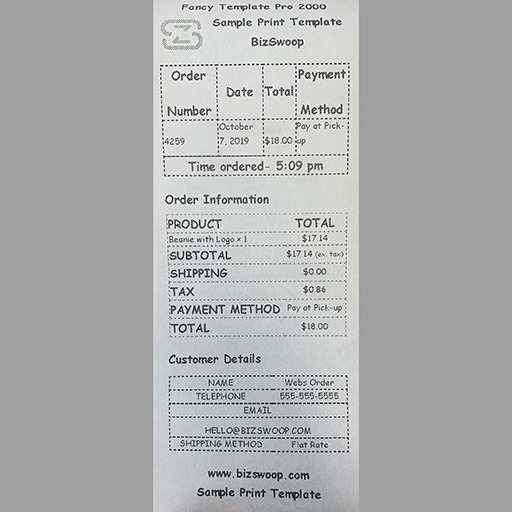 Fancy Template Pro 2000
Sample Print Template
BizSwoop
Order Number Date Total Payment Method
4259 October 7, 2019 $18.00 Pay at Pick-up
Time ordered- 5:09 pm
Order Information
PRODUCT TOTAL
Beanie with Logo × 1 $17.14
SUBTOTAL $17.14 (ex. tax)
SHIPPING $0.00
TAX $0.86
PAYMENT METHOD Pay at Pick-up
TOTAL $18.00
Customer Details
NAME Webs Order
TELEPHONE 555-555-5555
EMAIL
HELLO@BIZSWOOP.COM
SHIPPING METHOD Flat Rate
www.bizswoop.com
Sample Print Template